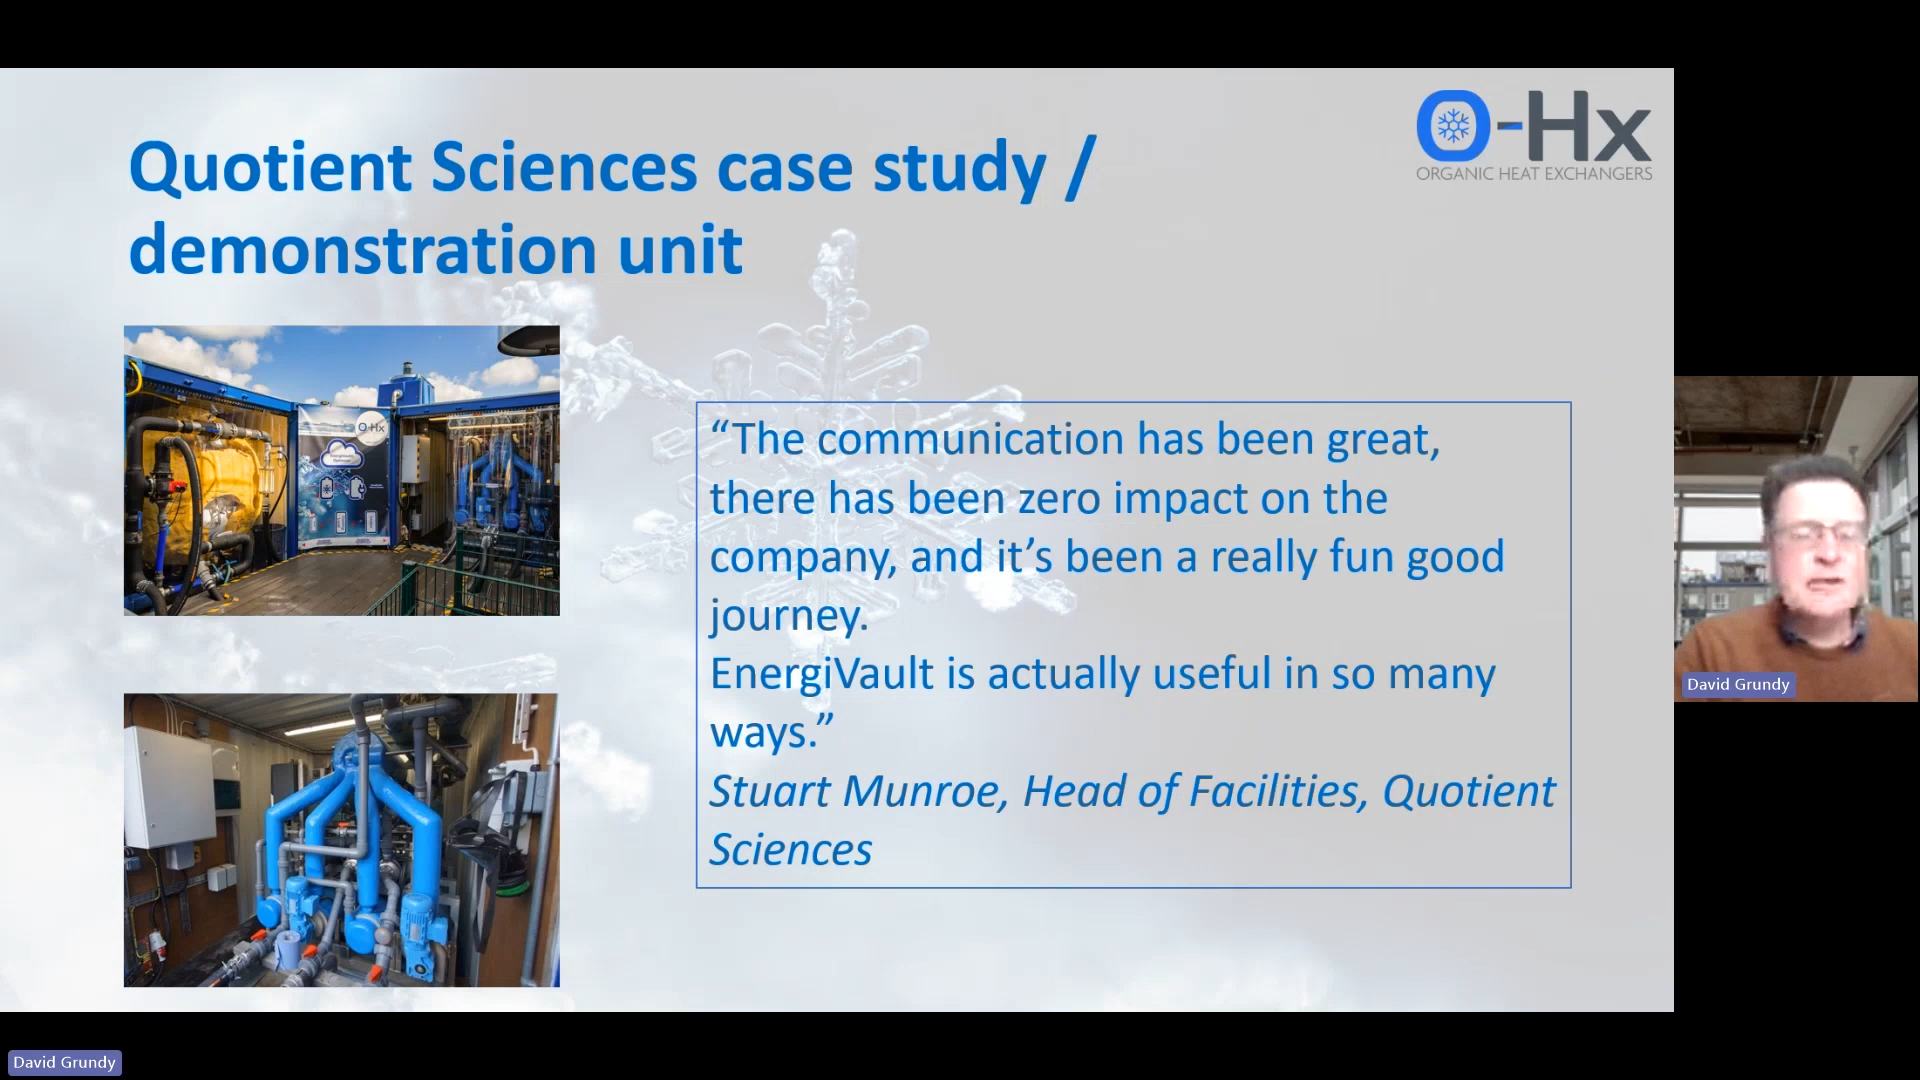 O-Hx
ORGANIC HEAT EXCHANGERS
Quotient Sciences case study /
demonstration unit
O-Hx
“The communication has been great,
there has been zero impact on the
company, and it’s been a really fun good
journey.
EnergiVault is actually useful in so many
ways.”
Stuart Munroe, Head of Facilities, Quotient
Sciences
David Grundy
David Grundy